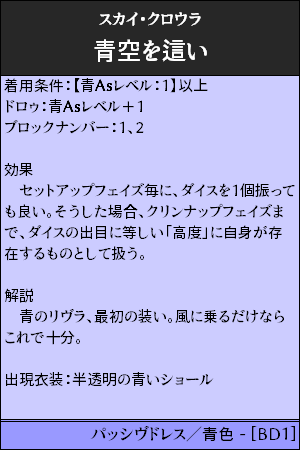 スカイ・クロウラ
青空を這い
着用条件：【青Asレベル：1】以上
ドロゥ：青Asレベル＋1
ブロックナンバー：1、2
効果
　セットアップフェイズ毎に、ダイスを1個振って
も良い。そうした場合、クリンナップフェイズま
で、ダイスの出目に等しい「高度」に自身が存
在するものとして扱う。
解説
　青のリヴラ、最初の装い。風に乗るだけなら
これで十分。
出現衣装：半透明の青いショール
パッシヴドレス／青色 - [BD1]